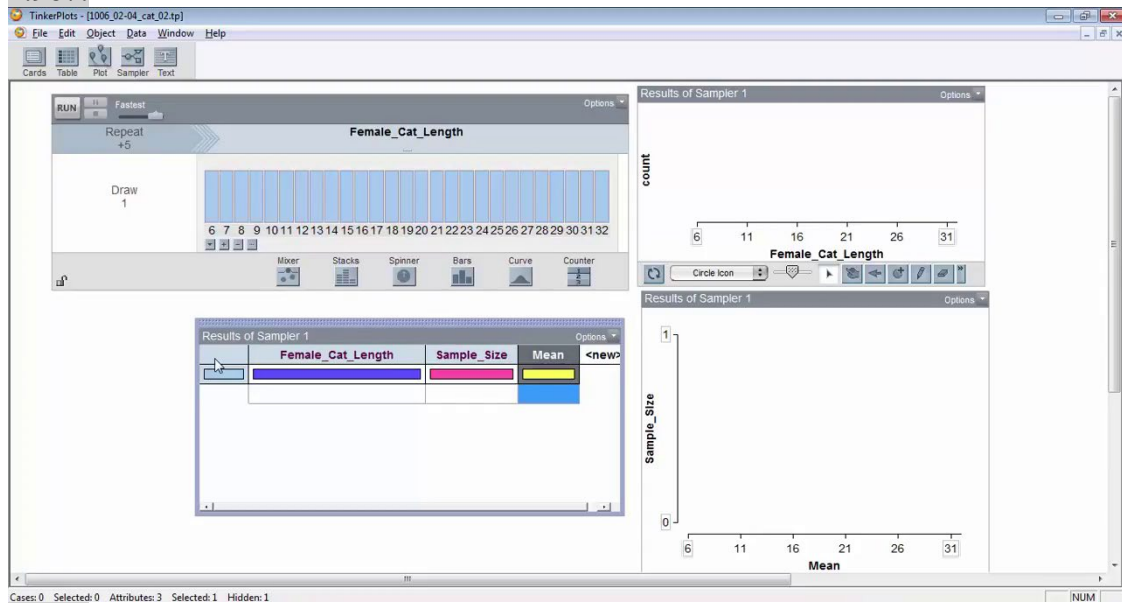 TinkerPlots - [1006_02-04_cat_02.tp]
File Edit Object Data Window Help
Cards Table Plot Sampler Text
RUN Fastest Options
Repeat
+5
Female_Cat_Length
Draw
1
6 7 8 9 10 11 12 13 14 15 16 17 18 19 20 21 22 23 24 25 26 27 28 29 30 31 32
Mixer Stacks Spinner Bars Curve Counter
Results of Sampler 1 Options
Female_Cat_Length Sample_Size Mean <new>
Results of Sampler 1 Options
count
6 11 16 21 26 31
Female_Cat_Length
Circle Icon
Results of Sampler 1 Options
1
Sample_Size
0
6 11 16 21 26 31
Mean
Cases: 0 Selected: 0 Attributes: 3 Selected: 1 Hidden: 1 NUM